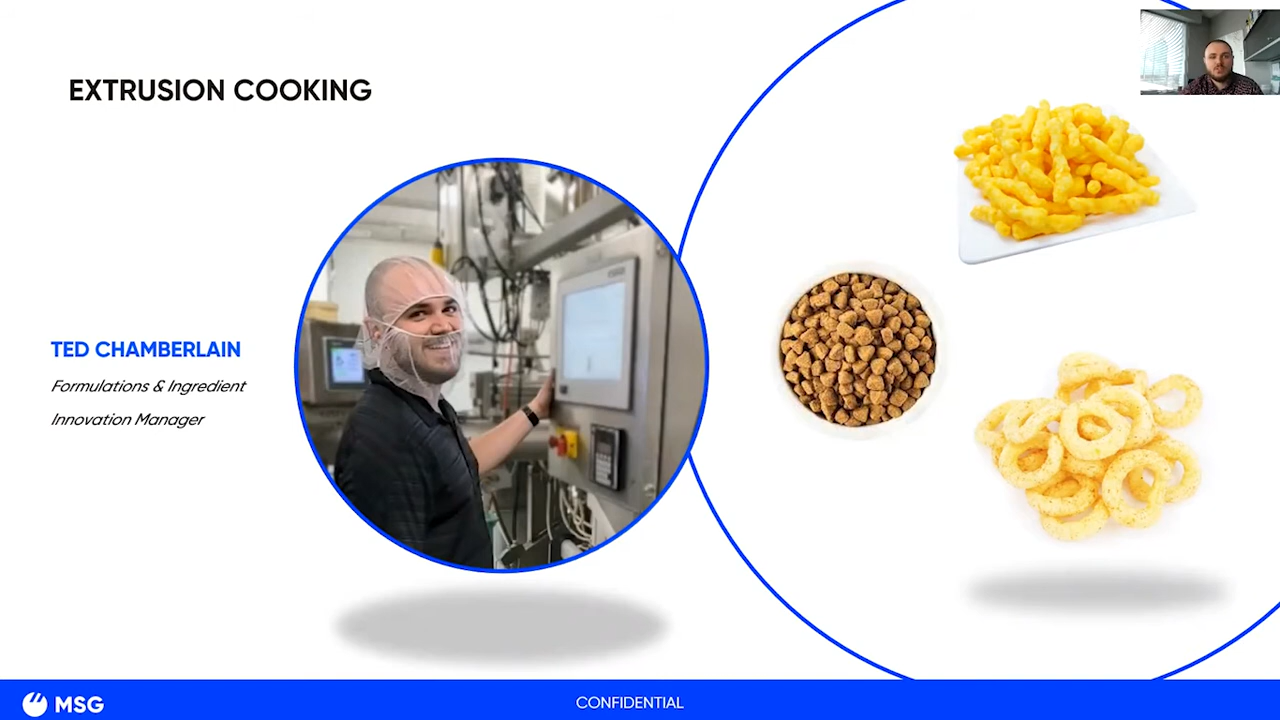 EXTRUSION COOKING
TED CHAMBERLAIN
Formulations & Ingredient
Innovation Manager
MSG
CONFIDENTIAL